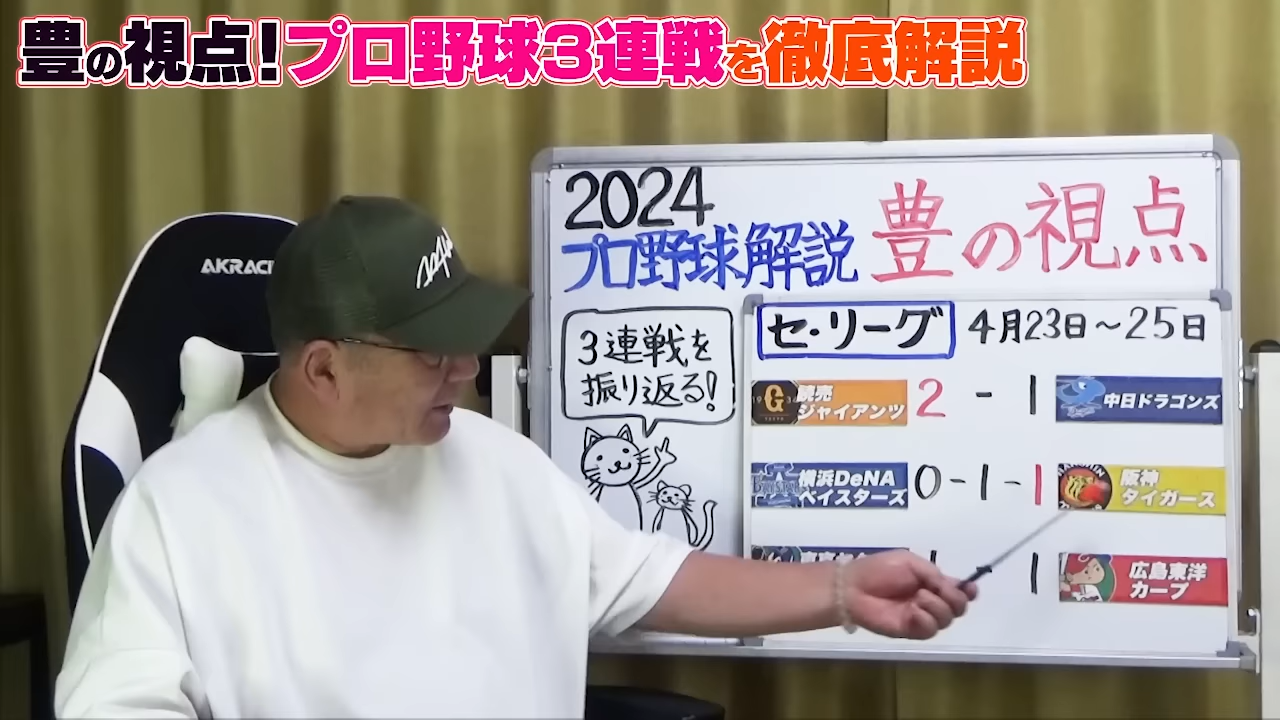 豊の視点!プロ野球3連戦を徹底解説
AKRACI
2024
プロ野球解説 豊の視点
3連戦を
振り返る!
セ・リーグ 4月23日~25日
読売
ジャイアンツ
2 - 1
中日ドラゴンズ
横浜DeNA
ベイスターズ
0-1-1
阪神
タイガース
1
広島東洋
カープ